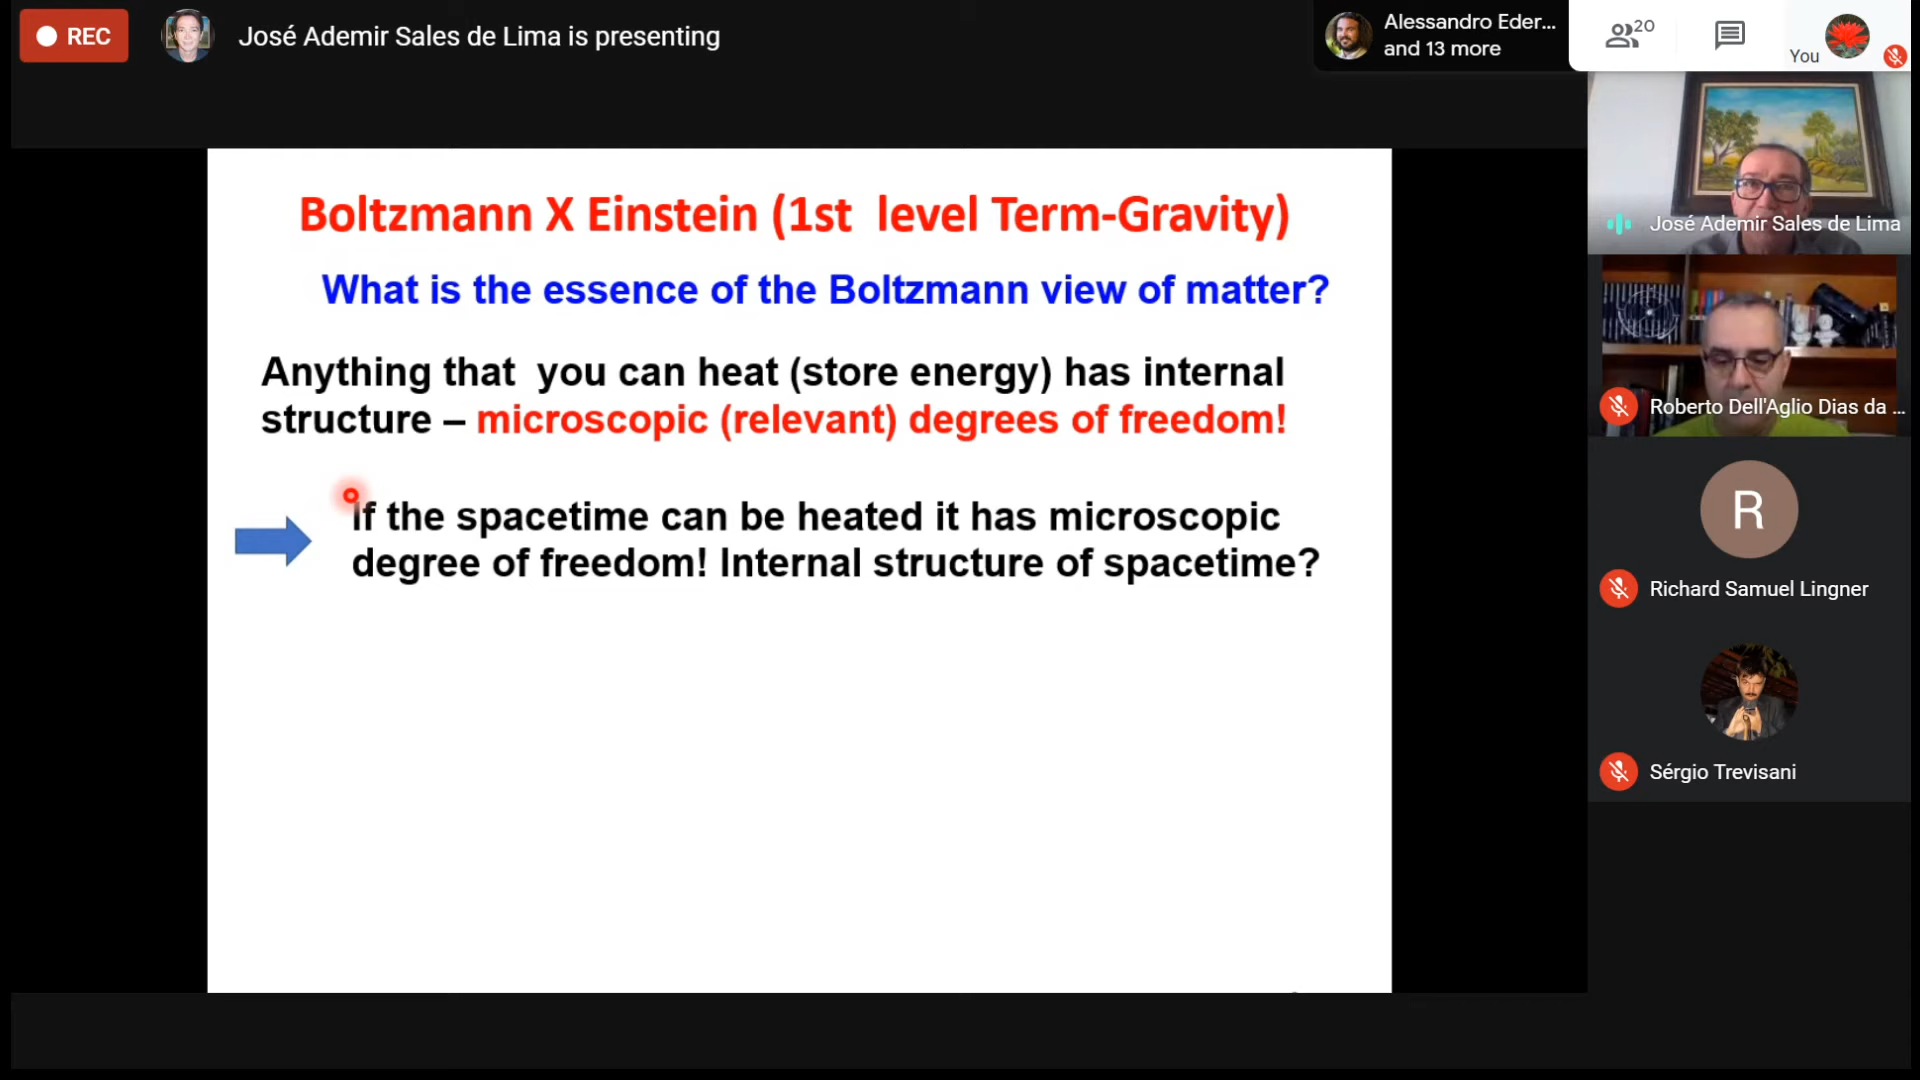 REC
José Ademir Sales de Lima is presenting
Alessandro Eder...
and 13 more
20
You
José Ademir Sales de Lima
Roberto Dell'Aglio Dias da ...
R
Richard Samuel Lingner
Sérgio Trevisani
Boltzmann X Einstein (1st level Term-Gravity)
What is the essence of the Boltzmann view of matter?
Anything that you can heat (store energy) has internal
structure – microscopic (relevant) degrees of freedom!
If the spacetime can be heated it has microscopic
degree of freedom! Internal structure of spacetime?